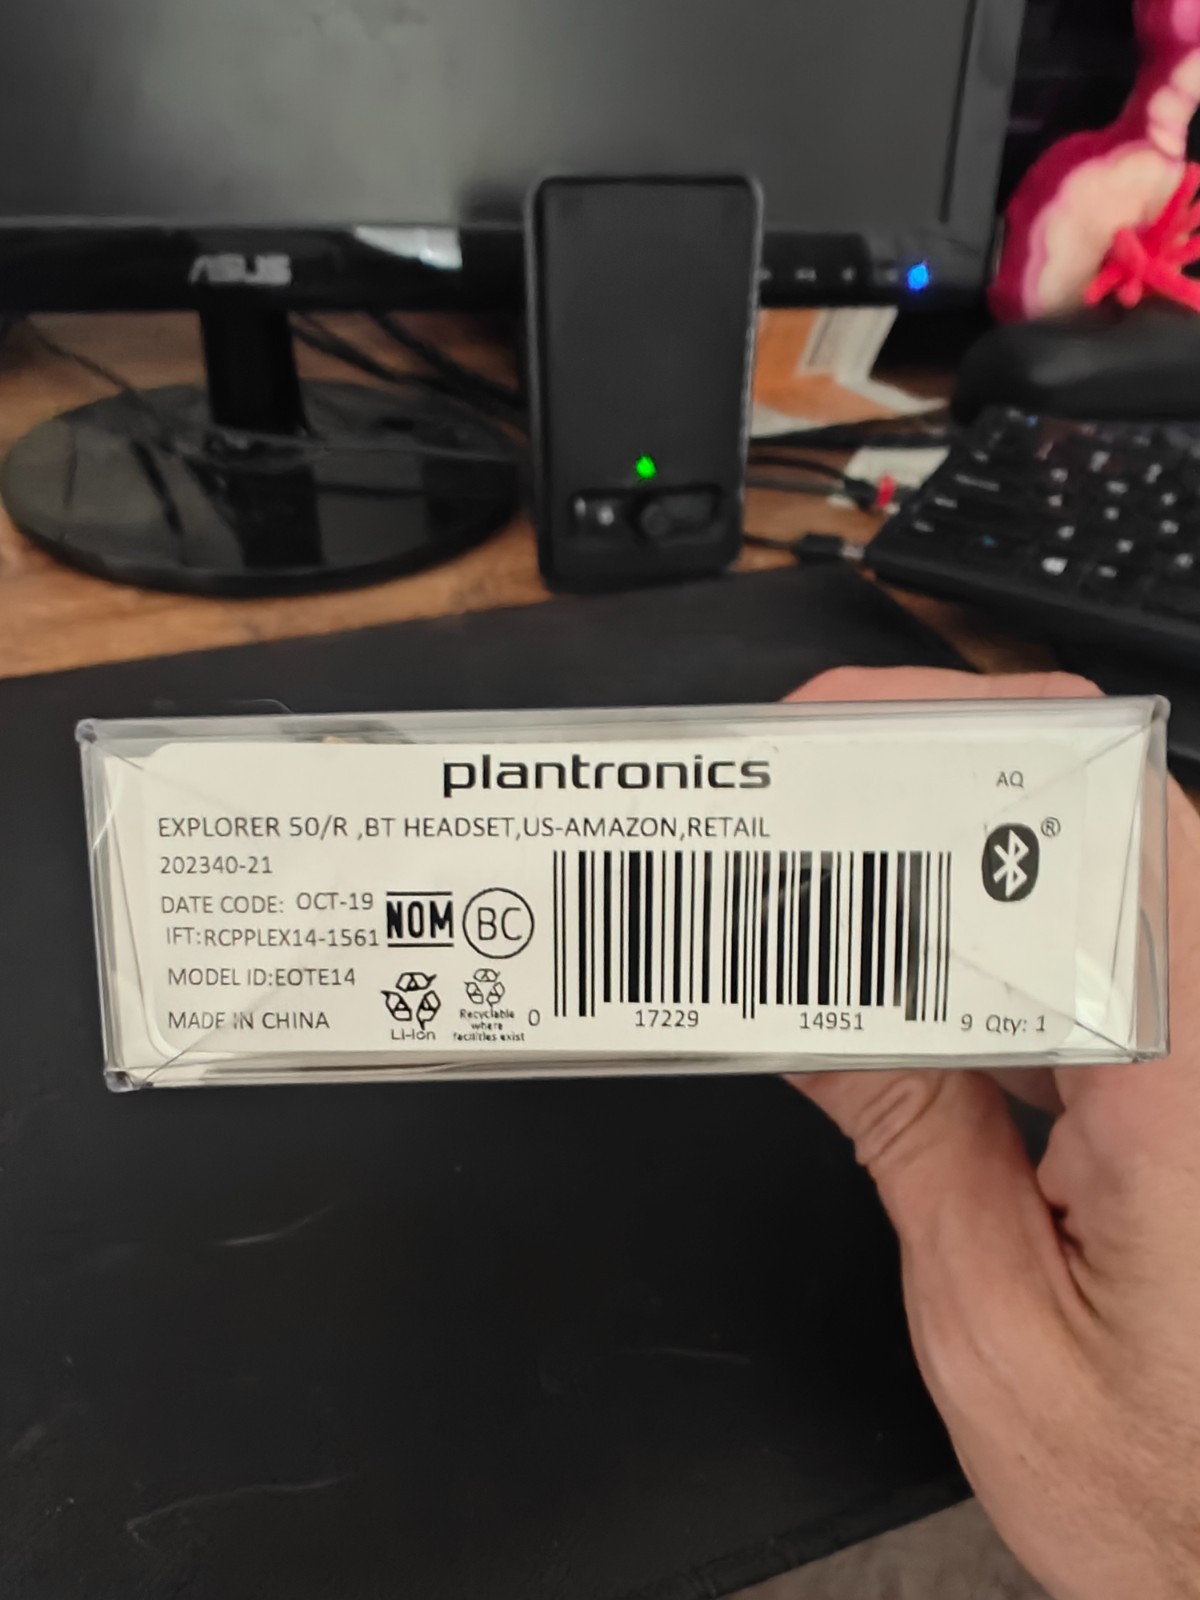 ASUS
plantronics
AQ
EXPLORER 50/R ,BT HEADSET,US-AMAZON,RETAIL
®
202340-21
DATE CODE: OCT-19
NOM
BC
IFT:RCPPLEX14-1561
MODEL ID:EOTE14
MADE IN CHINA
Li-ion
Recyclable
where
facilities exist
0 17229 14951 9
Qty: 1